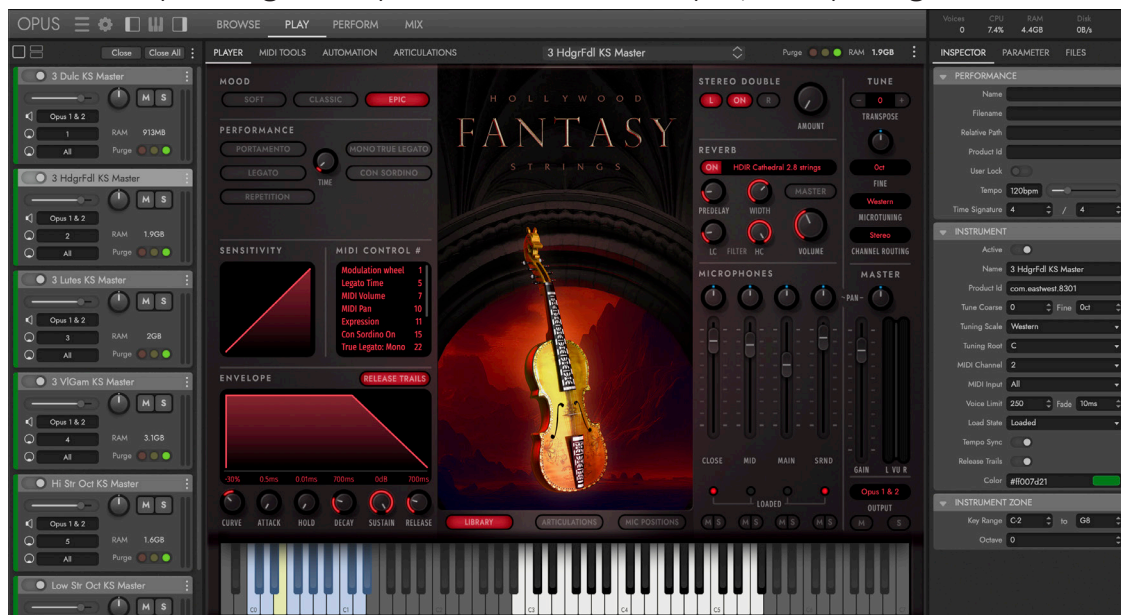 OPUS
BROWSE PLAY PERFORM MIX
Voices CPU RAM Disk
0 7.4% 4.4GB 0B/s
Close Close All
PLAYER MIDI TOOLS AUTOMATION ARTICULATIONS
3 HdgrFdl KS Master
Purge RAM 1.9GB
INSPECTOR PARAMETER FILES
3 Dulc KS Master
M S
Opus 1 & 2
1 RAM 913MB
All Purge
3 HdgrFdl KS Master
M S
Opus 1 & 2
2 RAM 1.9GB
All Purge
3 Lutes KS Master
M S
Opus 1 & 2
3 RAM 2GB
All Purge
3 VlGam KS Master
M S
Opus 1 & 2
4 RAM 3.1GB
All Purge
Hi Str Oct KS Master
M S
Opus 1 & 2
5 RAM 1.6GB
All Purge
Low Str Oct KS Master
M S
MOOD
SOFT CLASSIC EPIC
PERFORMANCE
PORTAMENTO MONO TRUE LEGATO
LEGATO CON SORDINO
TIME
REPETITION
SENSITIVITY
MIDI CONTROL #
Modulation wheel 1
Legato Time 5
MIDI Volume 7
MIDI Pan 10
Expression 11
Con Sordino On 15
True Legato: Mono 22
ENVELOPE RELEASE TRAILS
-30% 0.5ms 0.01ms 700ms 0dB 700ms
CURVE ATTACK HOLD DECAY SUSTAIN RELEASE
HOLLYWOOD
FANTASY
STRINGS
LIBRARY ARTICULATIONS MIC POSITIONS
STEREO DOUBLE
L ON R
AMOUNT
REVERB
ON HDIR Cathedral 2.8 strings
MASTER
PREDELAY WIDTH
LC FILTER HC VOLUME
MICROPHONES
CLOSE MID MAIN SRND
LOADED
M S M S M S M S
TUNE
- 0 +
TRANSPOSE
0ct
FINE
Western
MICROTUNING
Stereo
CHANNEL ROUTING
MASTER
PAN
GAIN L VU R
Opus 1 & 2
OUTPUT
M S
C0 C1 C2 C3 C4 C5 C6
PERFORMANCE
Name
Filename
Relative Path
Product Id
User Lock
Tempo 120bpm
Time Signature 4 / 4
INSTRUMENT
Active
Name 3 HdgrFdl KS Master
Product Id com.eastwest.8301
Tune Coarse 0 Fine 0ct
Tuning Scale Western
Tuning Root C
MIDI Channel 2
MIDI Input All
Voice Limit 250 Fade 10ms
Load State Loaded
Tempo Sync
Release Trails
Color #ff007d21
INSTRUMENT ZONE
Key Range C-2 to G8
Octave 0